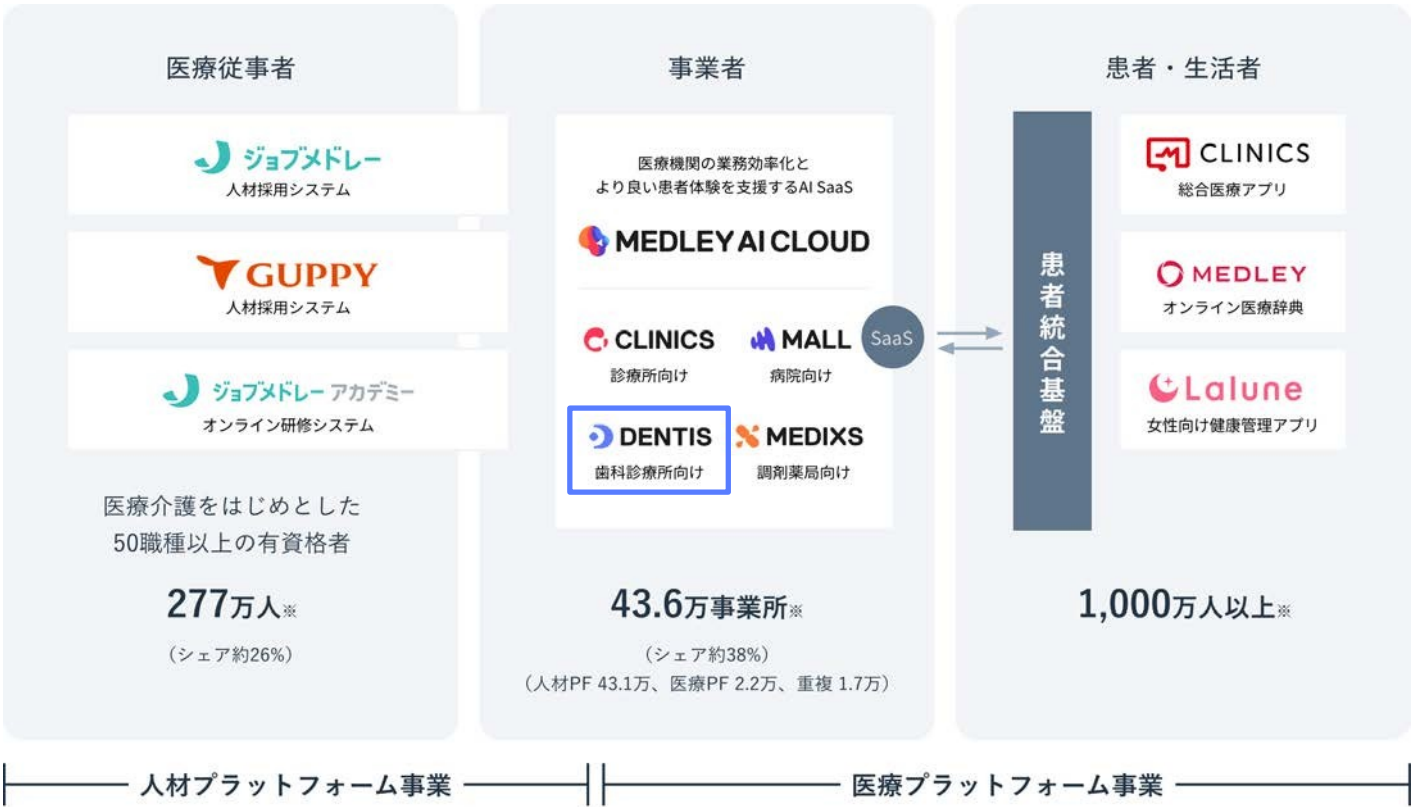 医療従事者
ジョブメドレー
人材採用システム
GUPPY
人材採用システム
ジョブメドレー アカデミー
オンライン研修システム
医療介護をはじめとした
50職種以上の有資格者
277万人※
(シェア約26%)
事業者
医療機関の業務効率化と
より良い患者体験を支援するAI SaaS
MEDLEY AI CLOUD
CLINICS
診療所向け
MALL
病院向け
DENTIS
歯科診療所向け
MEDIXS
調剤薬局向け
SaaS
43.6万事業所※
(シェア約38%)
(人材PF 43.1万、医療PF 2.2万、重複 1.7万)
患者・生活者
患者統合基盤
CLINICS
総合医療アプリ
MEDLEY
オンライン医療辞典
Lalune
女性向け健康管理アプリ
1,000万人以上※
人材プラットフォーム事業
医療プラットフォーム事業